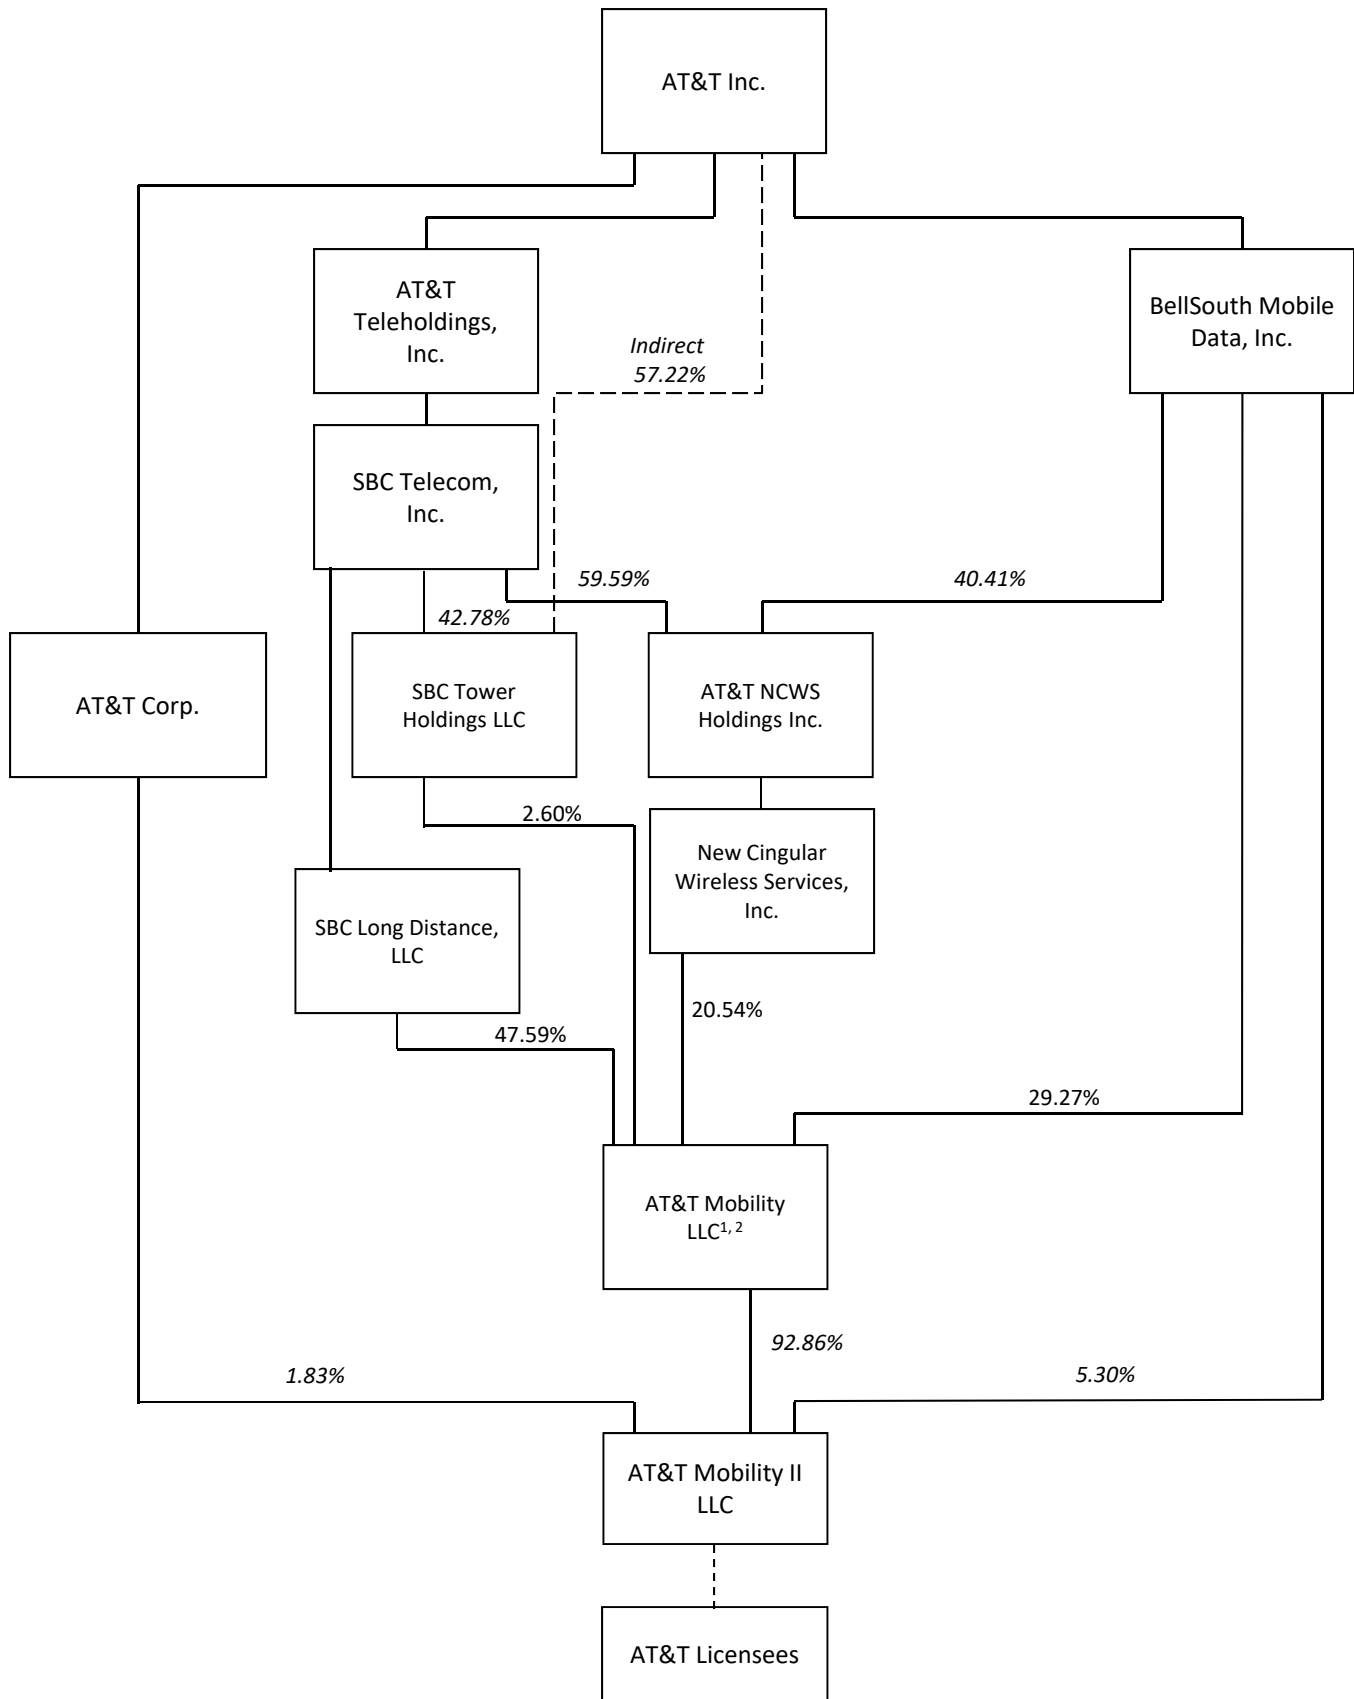 AT&T Inc.
AT&T
Teleholdings,
Inc.
Indirect
57.22%
BellSouth Mobile
Data, Inc.
SBC Telecom,
Inc.
59.59%
40.41%
42.78%
AT&T Corp.
SBC Tower
Holdings LLC
AT&T NCWS
Holdings Inc.
2.60%
New Cingular
Wireless Services,
Inc.
SBC Long Distance,
LLC
20.54%
47.59%
29.27%
AT&T Mobility
LLC1, 2
92.86%
1.83%
5.30%
AT&T Mobility II
LLC
AT&T Licensees